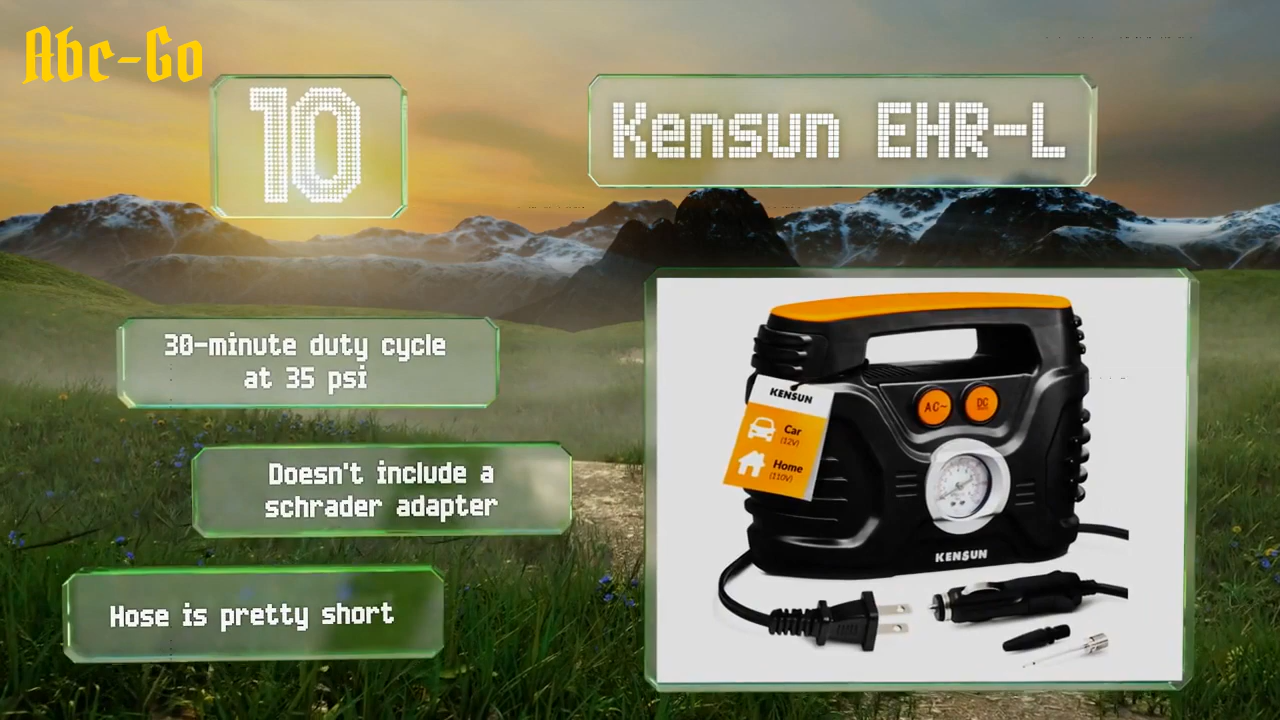 Abc-Go
10
Kensun EHR-L
30-minute duty cycle
at 35 psi
Doesn't include a
schrader adapter
Hose is pretty short
KENSUN
Car
(12V)
Home
(110V)
AC~
DC
KENSUN